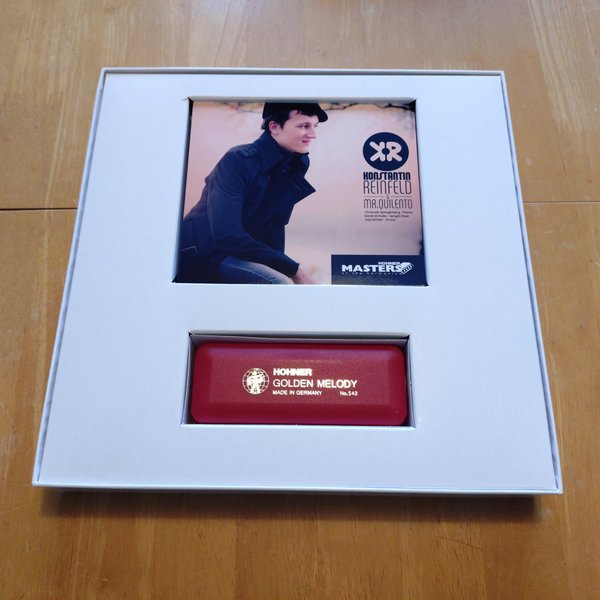 KR
KONSTANTIN
REINFELD
&
MR. QUILENTO
HOHNER
MASTERS
HOHNER
GOLDEN MELODY
MADE IN GERMANY No.542